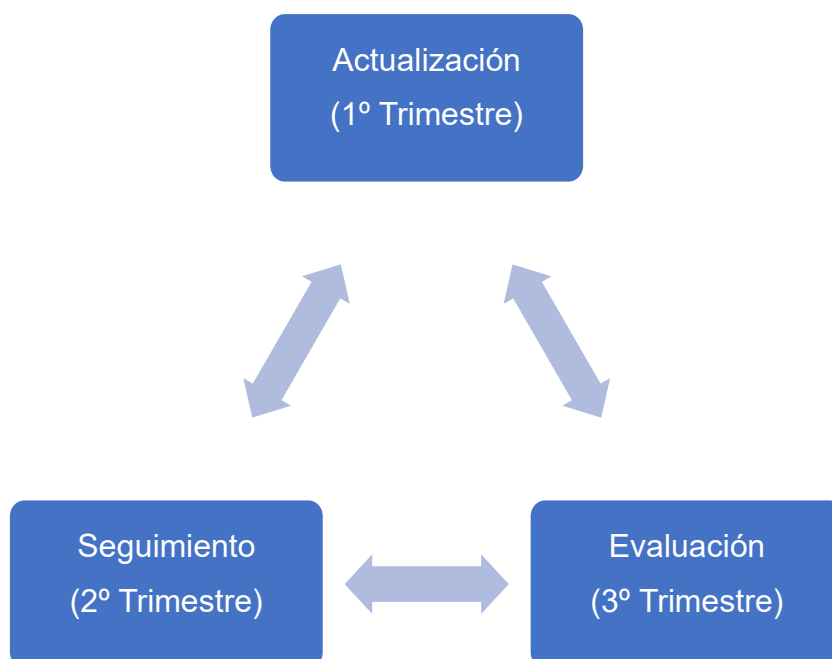 Actualización
(1º Trimestre)
Seguimiento
(2º Trimestre)
Evaluación
(3º Trimestre)